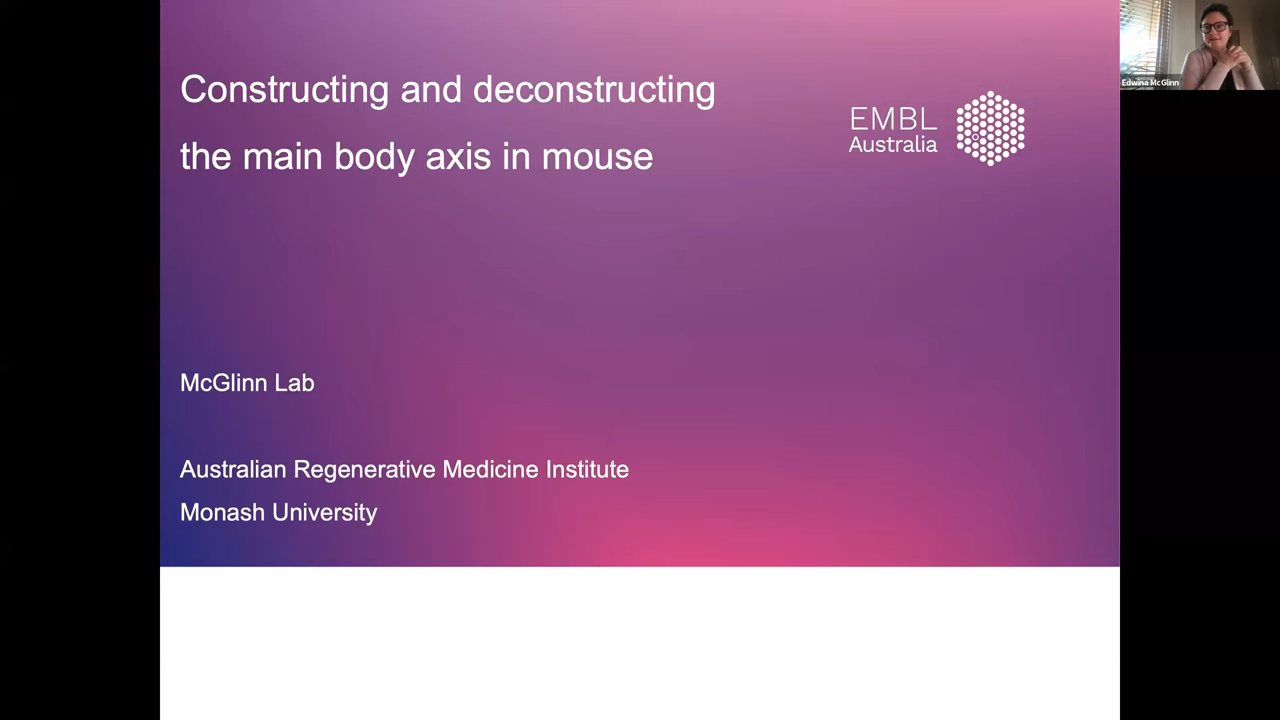 Constructing and deconstructing
the main body axis in mouse
EMBL
Australia
McGlinn Lab
Australian Regenerative Medicine Institute
Monash University
Edwina McGlinn